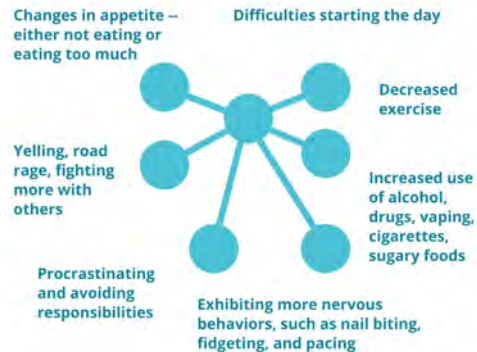 Changes in appetite --
either not eating or
eating too much
Difficulties starting the day
Decreased
exercise
Yelling, road
rage, fighting
more with
others
Increased use
of alcohol,
drugs, vaping,
cigarettes,
sugary foods
Procrastinating
and avoiding
responsibilities
Exhibiting more nervous
behaviors, such as nail biting,
fidgeting, and pacing